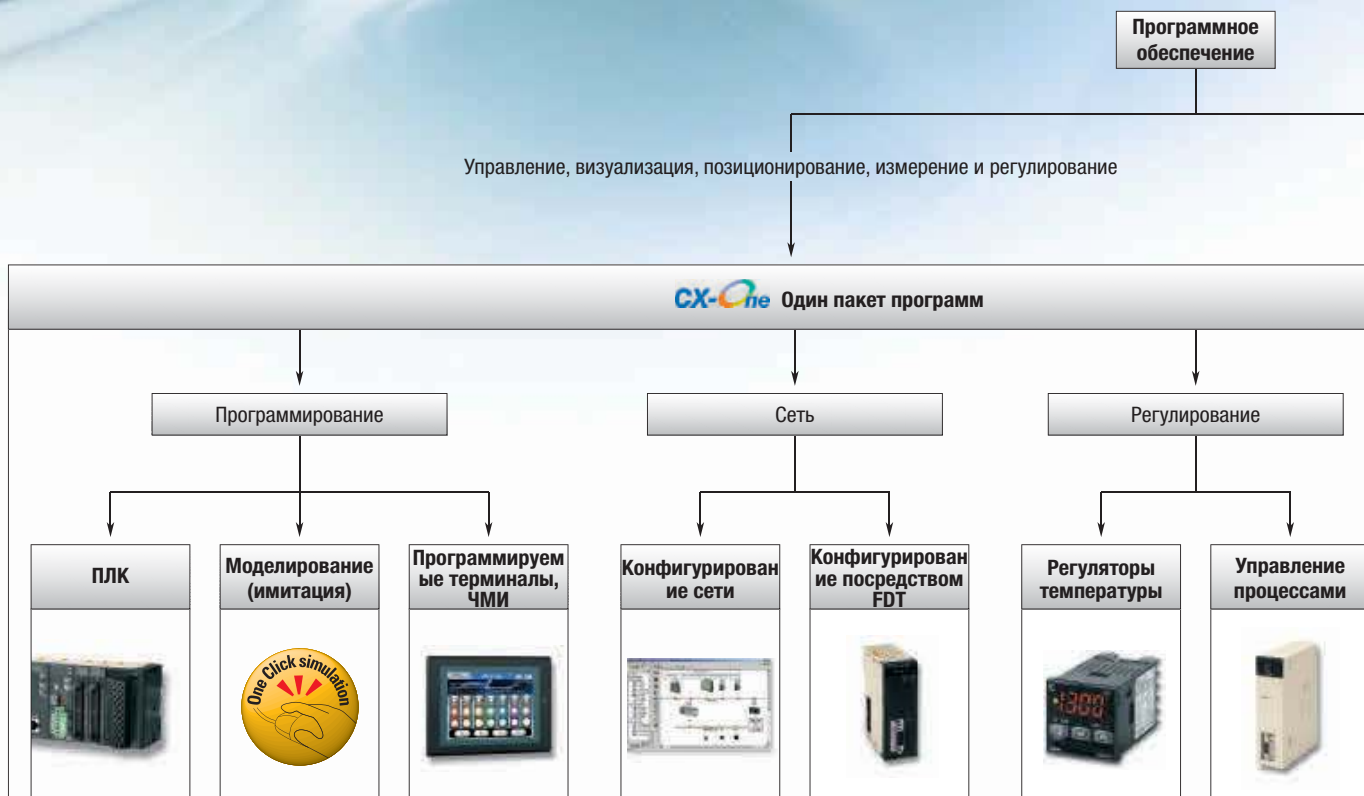 Программное
обеспечение
Управление, визуализация, позиционирование, измерение и регулирование
CX-One Один пакет программ
Программирование
Сеть
Регулирование
ПЛК
Моделирование
(имитация)
Программируем
ые терминалы,
ЧМИ
Конфигурирован
ие сети
Конфигурирован
ие посредством
FDT
Регуляторы
температуры
Управление
процессами
One Click simulation
1300